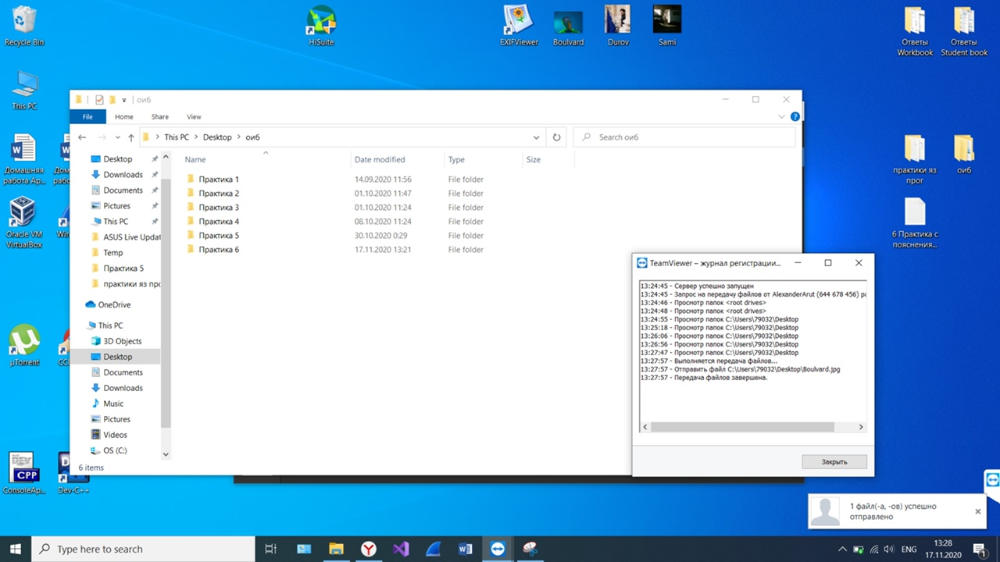 Recycle Bin
HiSuite
EXIFViewer
Boulvard
Durov
Sami
Ответы
Workbook
Ответы
Student book
This PC
Домашняя
работа Ар...
практики яз
прог
оиб
Oracle VM
VirtualBox
6 Практика с
пояснения...
µTorrent
ConsoleAp...
Dev-C++
оиб
File
Home
Share
View
This PC
Desktop
оиб
Search оиб
Desktop
Downloads
Documents
Pictures
This PC
ASUS Live Updat
Temp
Практика 5
практики яз про
OneDrive
This PC
3D Objects
Desktop
Documents
Downloads
Music
Pictures
Videos
OS (C:)
Name
Date modified
Type
Size
Практика 1 14.09.2020 11:56 File folder
Практика 2 01.10.2020 11:47 File folder
Практика 3 01.10.2020 11:24 File folder
Практика 4 08.10.2020 11:24 File folder
Практика 5 30.10.2020 0:29 File folder
Практика 6 17.11.2020 13:21 File folder
6 items
TeamViewer – журнал регистрации...
13:24:45 - Сервер успешно запущен
13:24:45 - Запрос на передачу файлов от AlexanderArut (644 678 456) ра
13:24:46 - Просмотр папок <root drives>
13:24:48 - Просмотр папок <root drives>
13:24:55 - Просмотр папок C:\Users\79032\Desktop
13:25:18 - Просмотр папок C:\Users\79032\Desktop
13:26:06 - Просмотр папок C:\Users\79032\Desktop
13:26:56 - Просмотр папок C:\Users\79032\Desktop
13:27:47 - Просмотр папок C:\Users\79032\Desktop
13:27:57 - Выполняется передача файлов...
13:27:57 - Отправить файл C:\Users\79032\Desktop\Boulvard.jpg
13:27:57 - Передача файлов завершена.
Закрыть
1 файл(-а, -ов) успешно
отправлено
Type here to search
ENG
13:28
17.11.2020